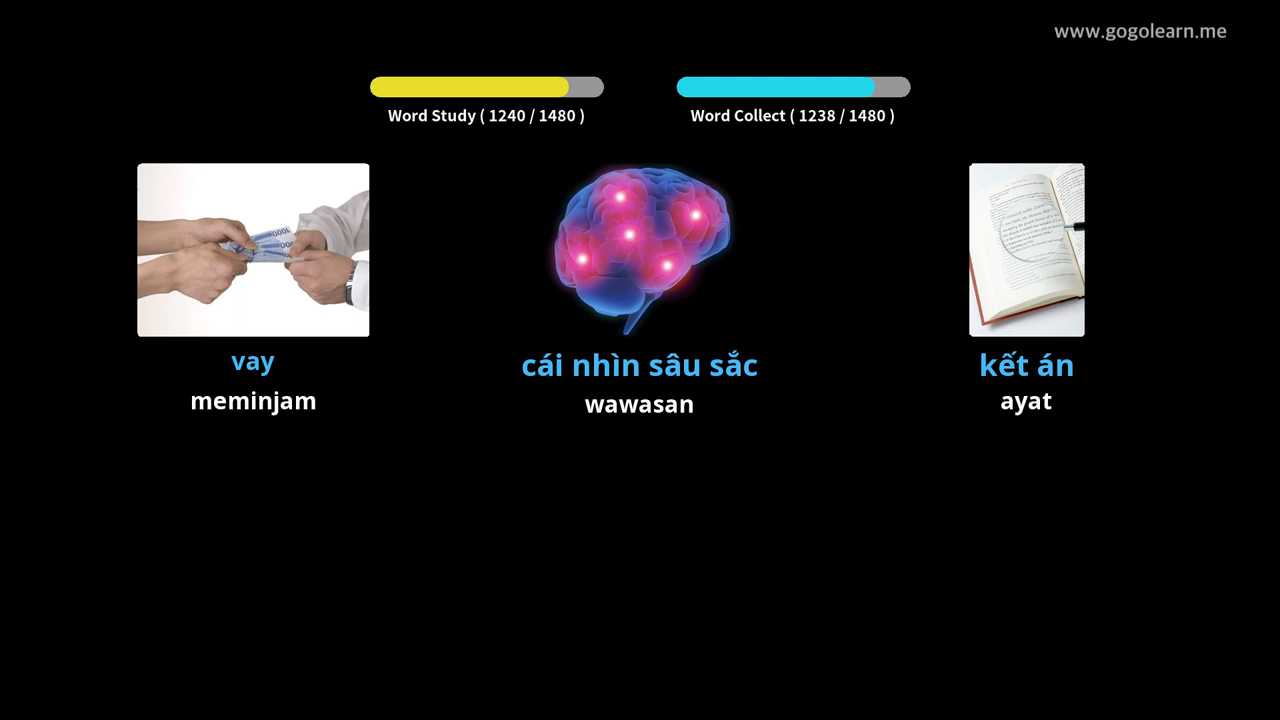 www.gogolearn.me
Word Study ( 1240 / 1480 )
Word Collect ( 1238 / 1480 )
vay
meminjam
cái nhìn sâu sắc
wawasan
kết án
ayat